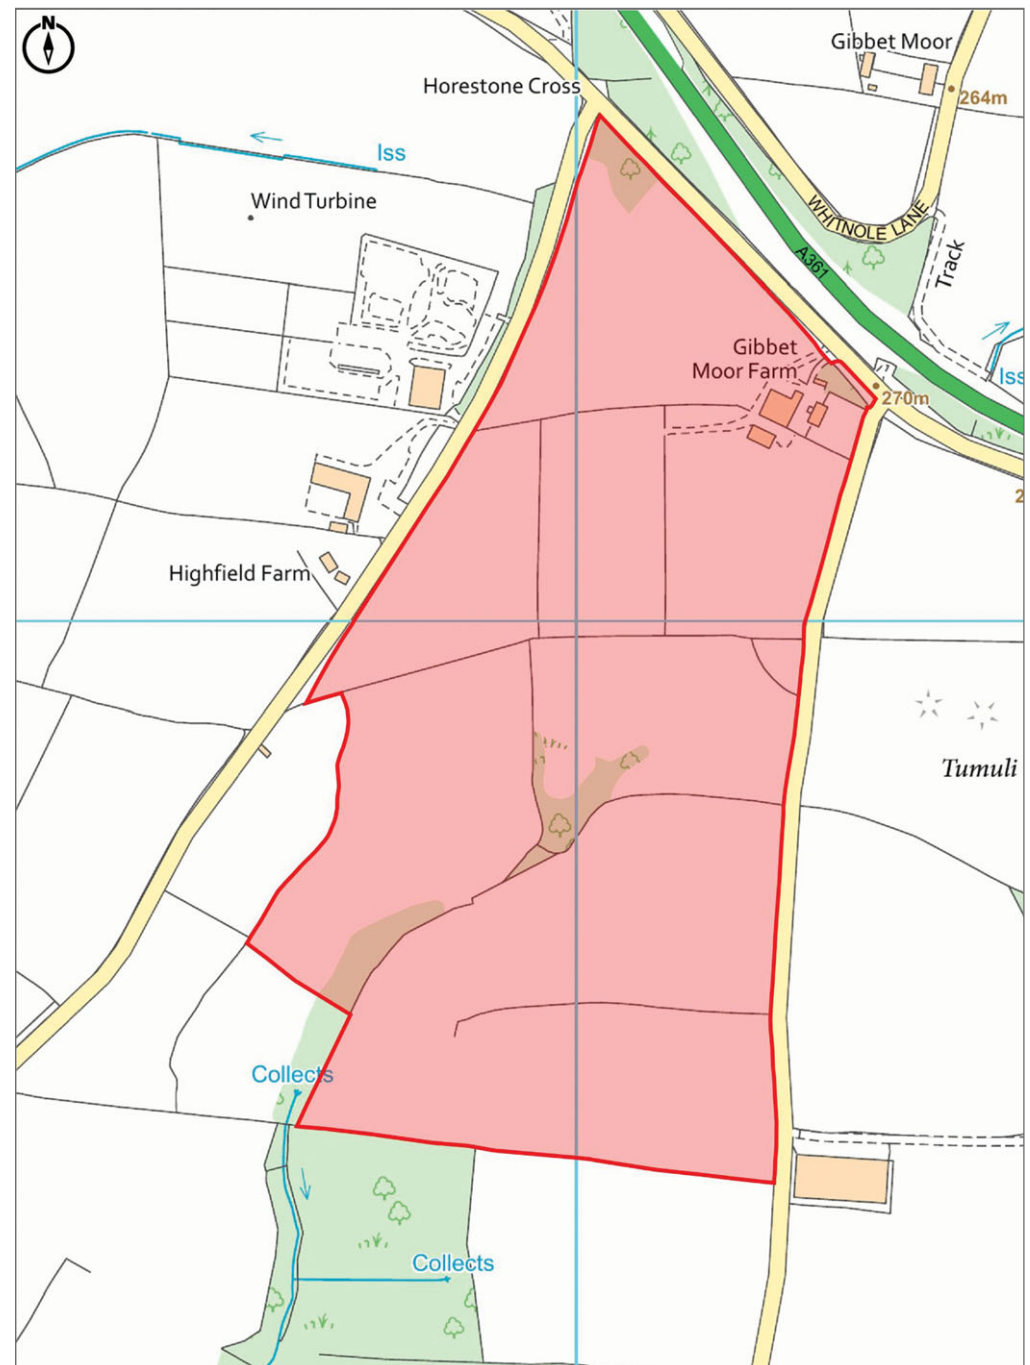 N
Gibbet Moor
Horestone Cross
264m
Iss
Wind Turbine
WHITNOLE LANE
A361
Track
Gibbet
Moor Farm
Iss
270m
2
Highfield Farm
Tumuli
Collects
Collects